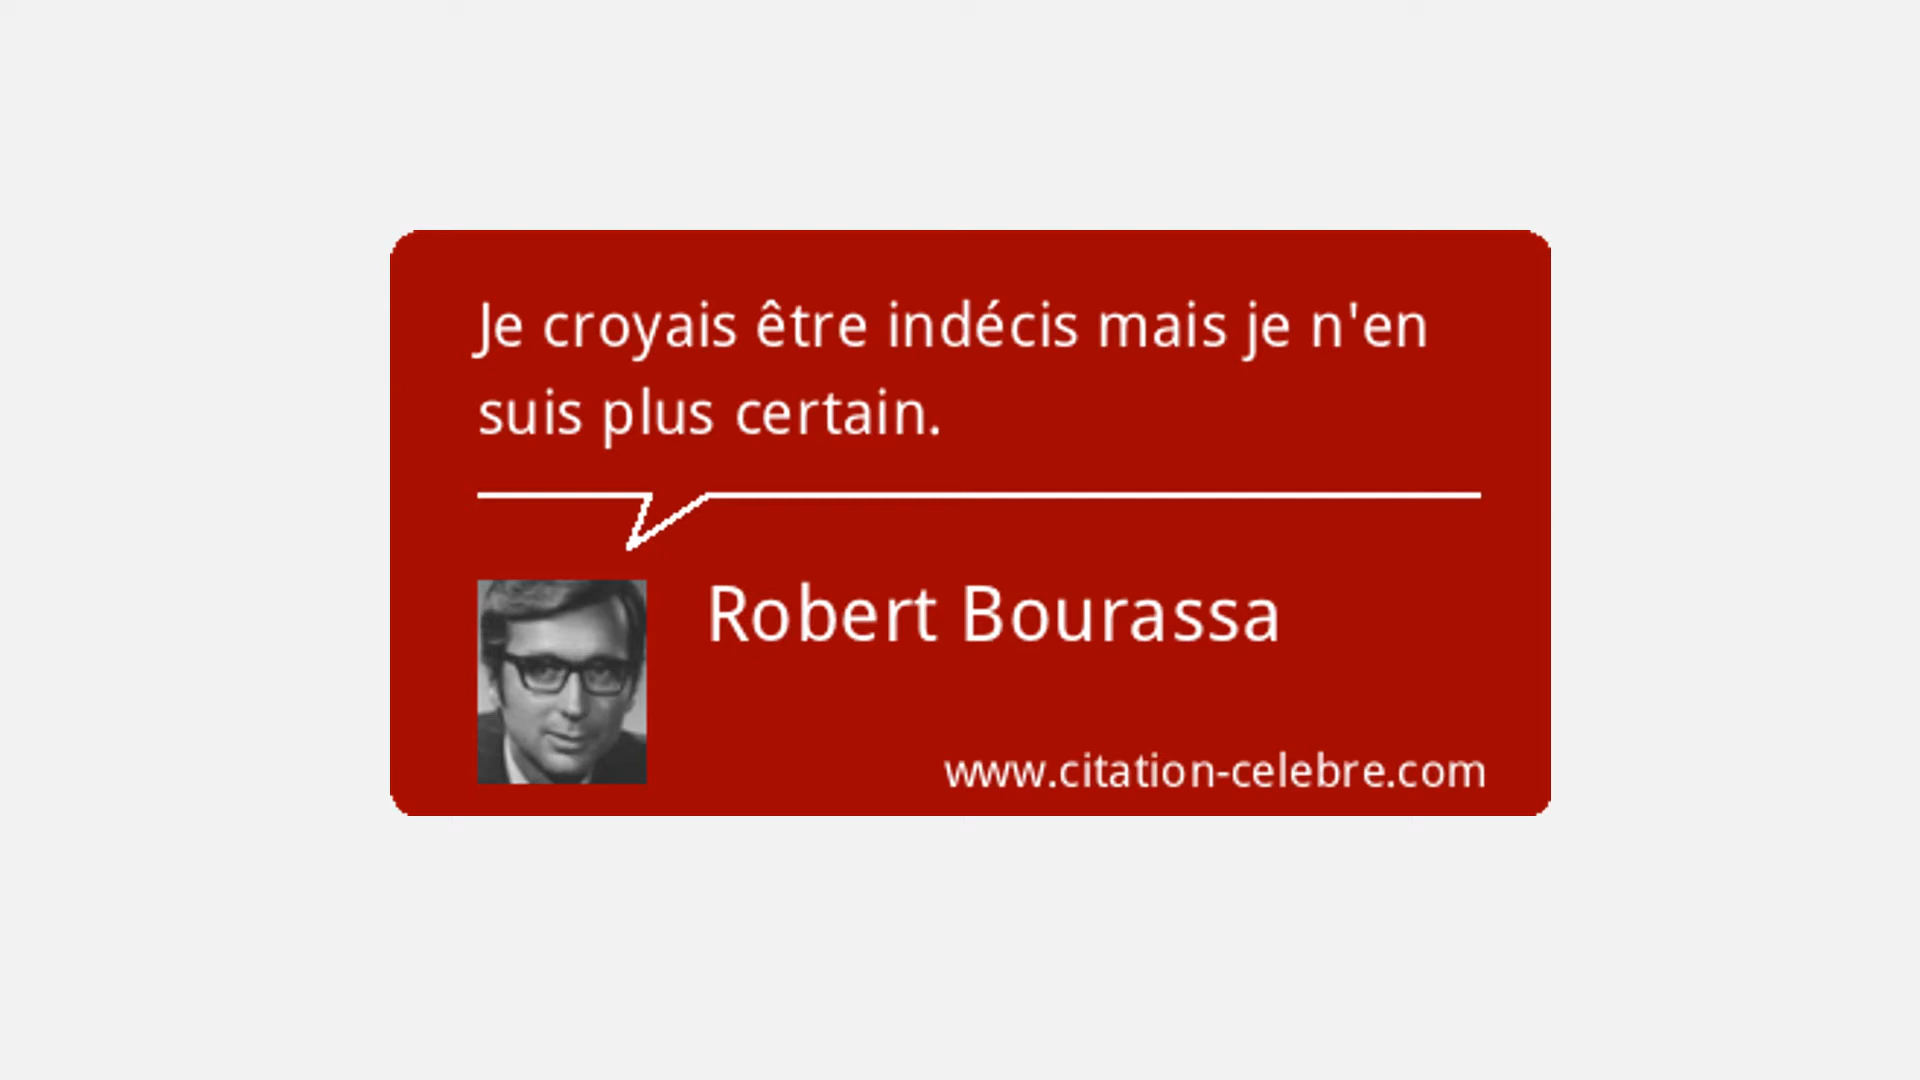 Je croyais être indécis mais je n'en
suis plus certain.
Robert Bourassa
www.citation-celebre.com